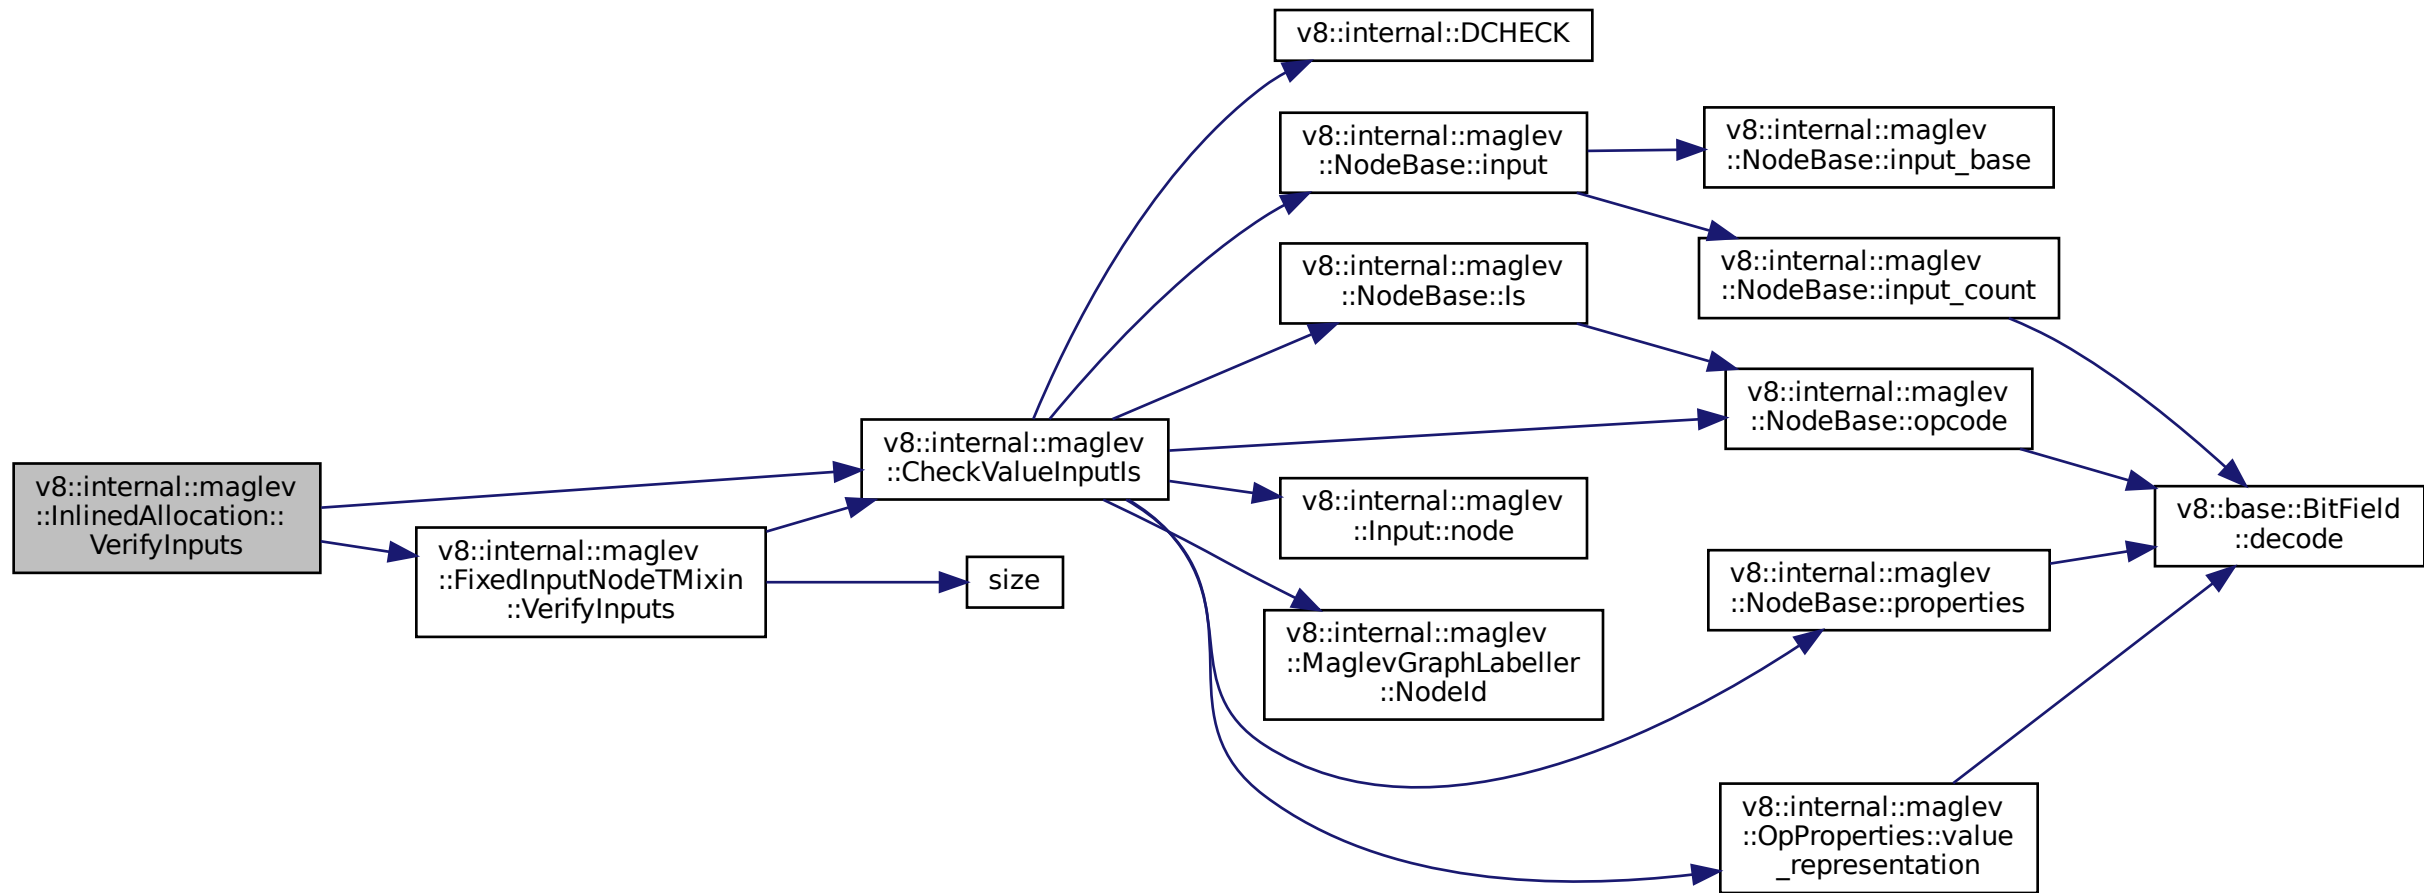 v8::internal::maglev
::InlinedAllocation::
VerifyInputs
v8::internal::maglev
::FixedInputNodeTMixin
::VerifyInputs
v8::internal::maglev
::CheckValueInputIs
size
v8::internal::DCHECK
v8::internal::maglev
::NodeBase::input
v8::internal::maglev
::NodeBase::Is
v8::internal::maglev
::Input::node
v8::internal::maglev
::MaglevGraphLabeller
::NodeId
v8::internal::maglev
::NodeBase::input_base
v8::internal::maglev
::NodeBase::input_count
v8::internal::maglev
::NodeBase::opcode
v8::internal::maglev
::NodeBase::properties
v8::internal::maglev
::OpProperties::value
_representation
v8::base::BitField
::decode